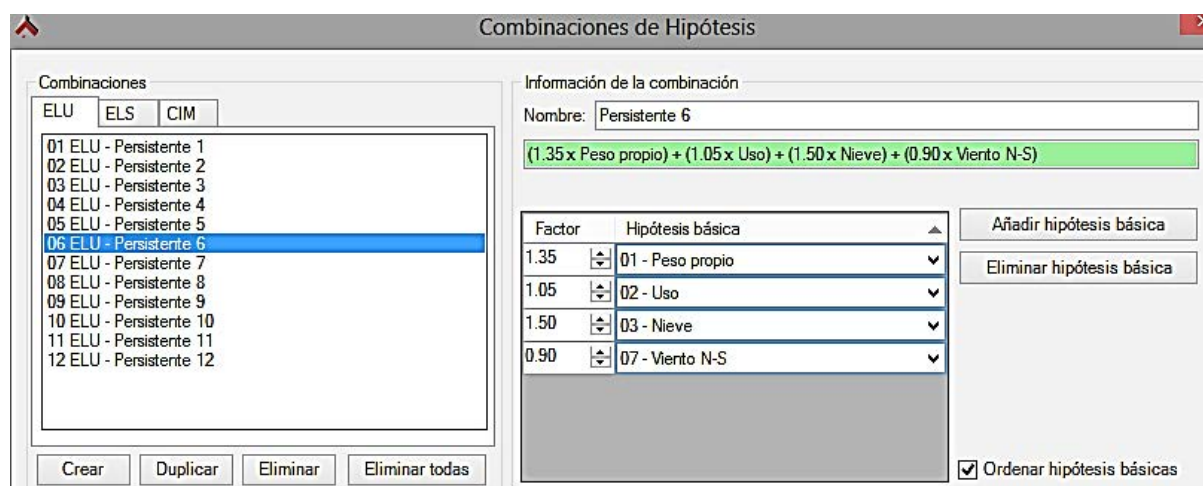 Combinaciones de Hipótesis
Combinaciones
ELU ELS CIM
01 ELU - Persistente 1
02 ELU - Persistente 2
03 ELU - Persistente 3
04 ELU - Persistente 4
05 ELU - Persistente 5
06 ELU - Persistente 6
07 ELU - Persistente 7
08 ELU - Persistente 8
09 ELU - Persistente 9
10 ELU - Persistente 10
11 ELU - Persistente 11
12 ELU - Persistente 12
Crear Duplicar Eliminar Eliminar todas
Información de la combinación
Nombre: Persistente 6
(1.35 x Peso propio) + (1.05 x Uso) + (1.50 x Nieve) + (0.90 x Viento N-S)
Factor Hipótesis básica
1.35 01 - Peso propio
1.05 02 - Uso
1.50 03 - Nieve
0.90 07 - Viento N-S
Añadir hipótesis básica
Eliminar hipótesis básica
Ordenar hipótesis básicas